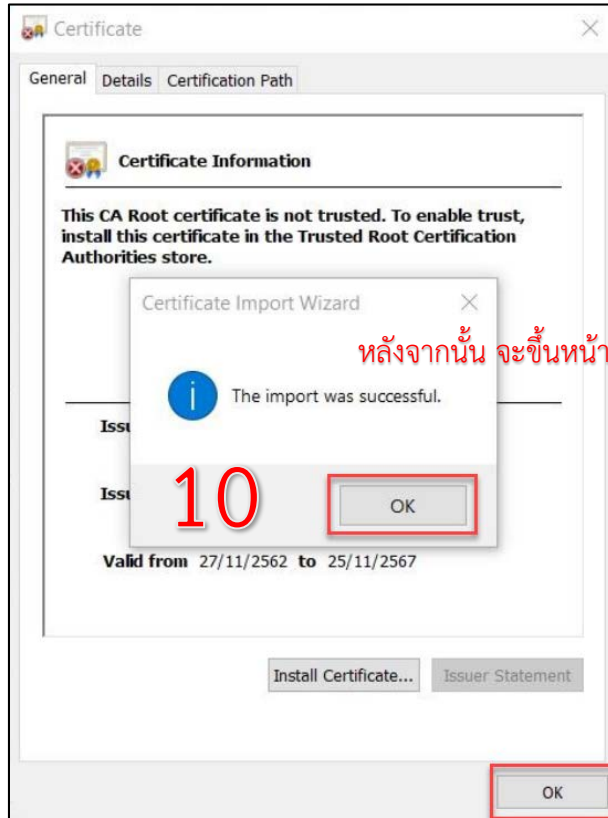 Certificate
General Details Certification Path
Certificate Information
This CA Root certificate is not trusted. To enable trust,
install this certificate in the Trusted Root Certification
Authorities store.
Certificate Import Wizard
หลังจากนั้น จะขึ้นหน้า
The import was successful.
10
OK
Valid from 27/11/2562 to 25/11/2567
Install Certificate...
Issuer Statement
OK